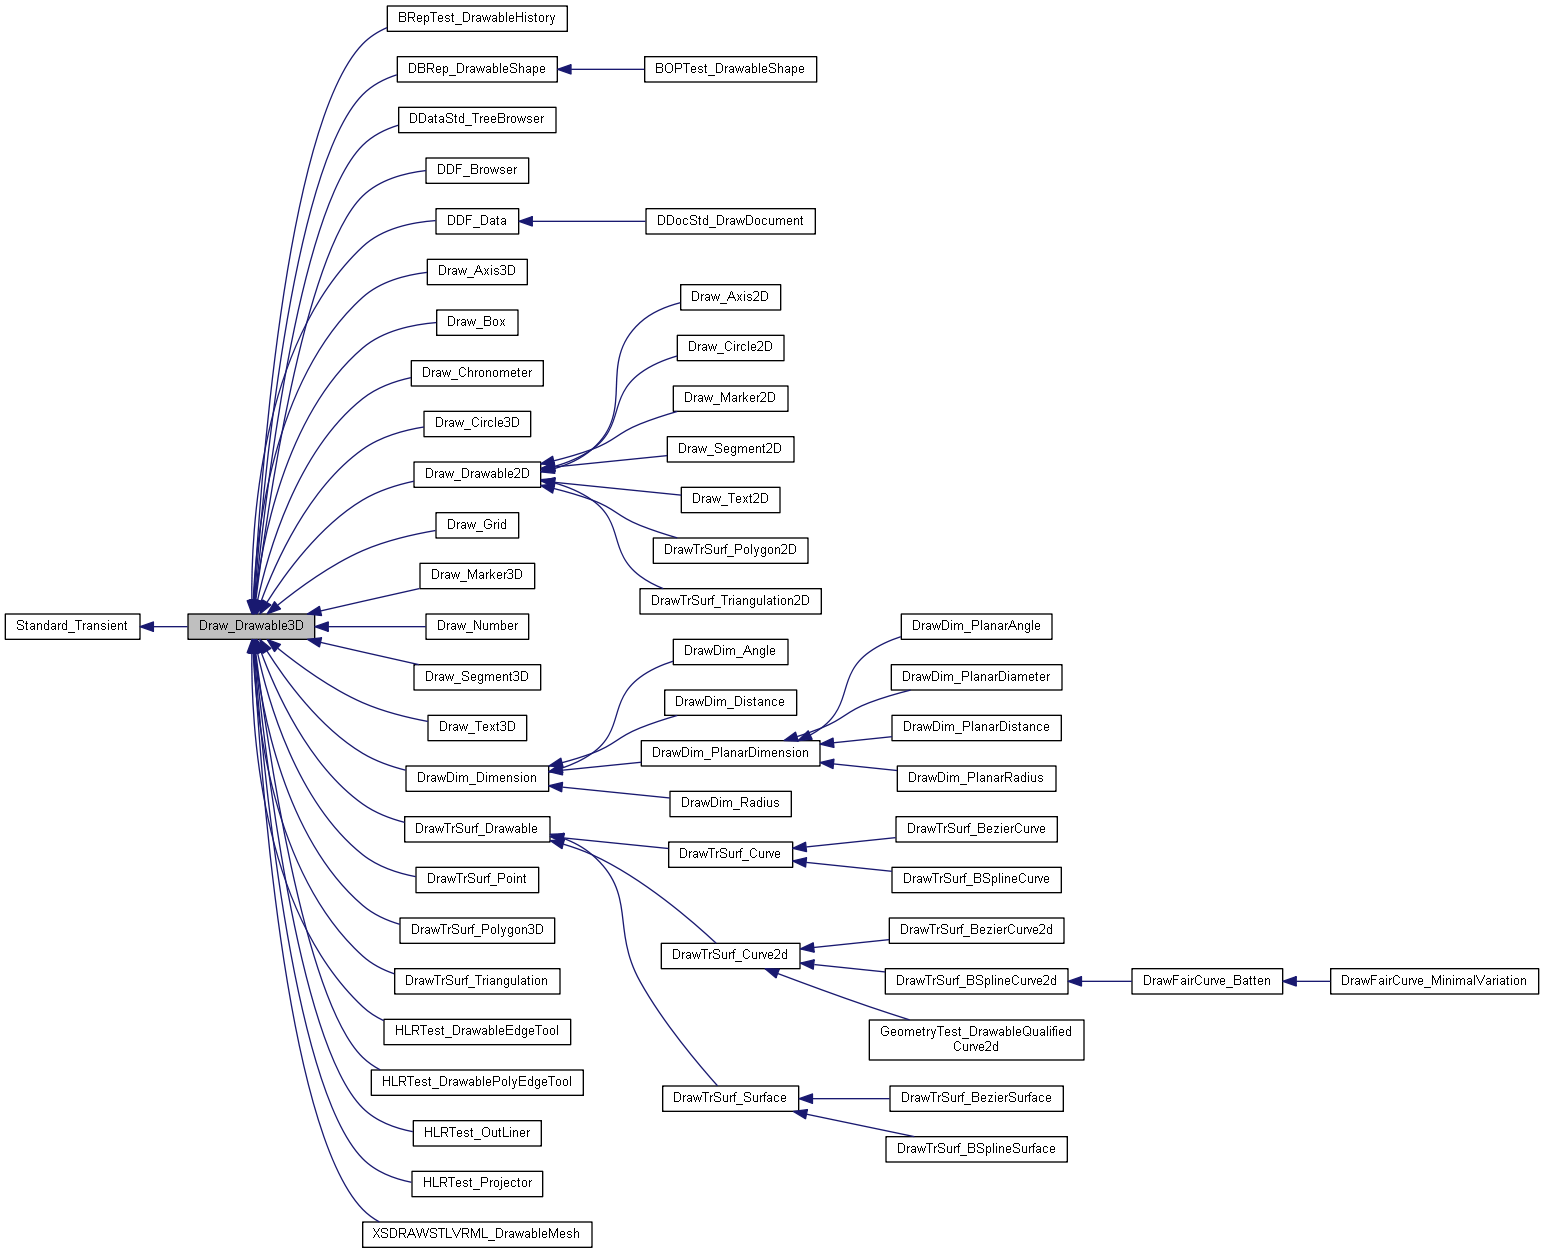 BRepTest_DrawableHistory
DBRep_DrawableShape
BOPTest_DrawableShape
DDataStd_TreeBrowser
DDF_Browser
DDF_Data
DDocStd_DrawDocument
Draw_Axis3D
Draw_Axis2D
Draw_Box
Draw_Circle2D
Draw_Chronometer
Draw_Marker2D
Draw_Circle3D
Draw_Segment2D
Draw_Drawable2D
Draw_Text2D
Draw_Grid
DrawTrSurf_Polygon2D
Draw_Marker3D
DrawTrSurf_Triangulation2D
Standard_Transient
Draw_Drawable3D
Draw_Number
DrawDim_PlanarAngle
DrawDim_Angle
Draw_Segment3D
DrawDim_PlanarDiameter
DrawDim_Distance
Draw_Text3D
DrawDim_PlanarDistance
DrawDim_PlanarDimension
DrawDim_Dimension
DrawDim_PlanarRadius
DrawDim_Radius
DrawTrSurf_Drawable
DrawTrSurf_BezierCurve
DrawTrSurf_Curve
DrawTrSurf_Point
DrawTrSurf_BSplineCurve
DrawTrSurf_Polygon3D
DrawTrSurf_BezierCurve2d
DrawTrSurf_Curve2d
DrawTrSurf_Triangulation
DrawTrSurf_BSplineCurve2d
DrawFairCurve_Batten
DrawFairCurve_MinimalVariation
HLRTest_DrawableEdgeTool
GeometryTest_DrawableQualified
Curve2d
HLRTest_DrawablePolyEdgeTool
DrawTrSurf_Surface
DrawTrSurf_BezierSurface
HLRTest_OutLiner
DrawTrSurf_BSplineSurface
HLRTest_Projector
XSDRAWSTLVRML_DrawableMesh